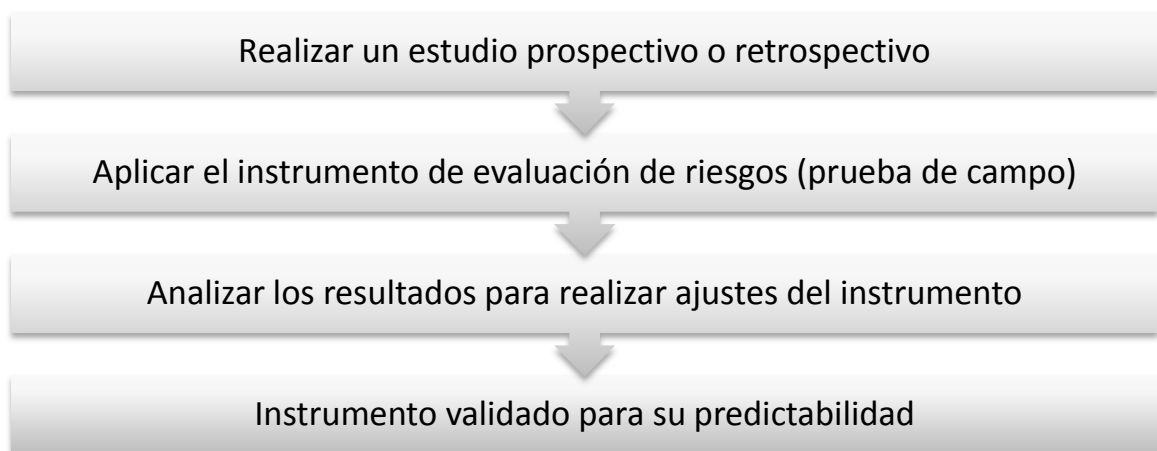 Realizar un estudio prospectivo o retrospectivo
Aplicar el instrumento de evaluación de riesgos (prueba de campo)
Analizar los resultados para realizar ajustes del instrumento
Instrumento validado para su predictabilidad